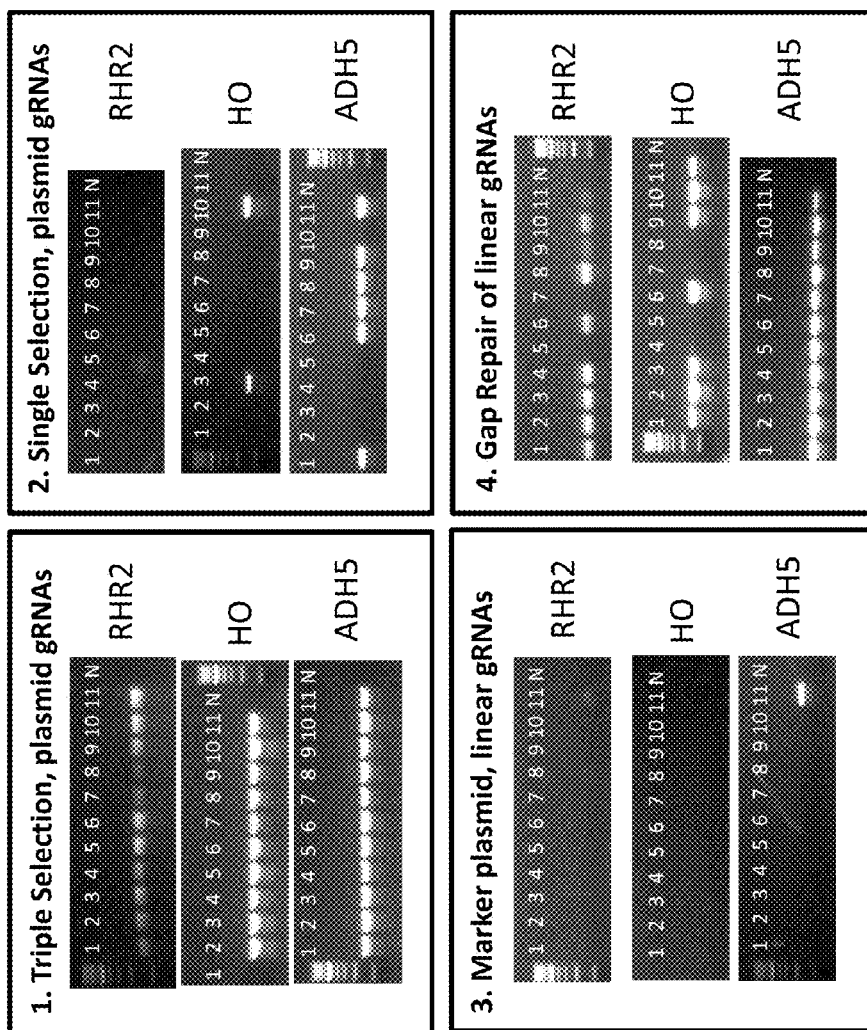 1. Triple Selection, plasmid gRNAs
1 2 3 4 5 6 7 8 9 10 11 N
RHR2
1 2 3 4 5 6 7 8 9 10 11 N
HO
1 2 3 4 5 6 7 8 9 10 11 N
ADH5
2. Single Selection, plasmid gRNAs
1 2 3 4 5 6 7 8 9 10 11 N
RHR2
1 2 3 4 5 6 7 8 9 10 11 N
HO
1 2 3 4 5 6 7 8 9 10 11 N
ADH5
3. Marker plasmid, linear gRNAs
1 2 3 4 5 6 7 8 9 10 11 N
RHR2
1 2 3 4 5 6 7 8 9 10 11 N
HO
1 2 3 4 5 6 7 8 9 10 11 N
ADH5
4. Gap Repair of linear gRNAs
1 2 3 4 5 6 7 8 9 10 11 N
RHR2
1 2 3 4 5 6 7 8 9 10 11 N
HO
1 2 3 4 5 6 7 8 9 10 11 N
ADH5